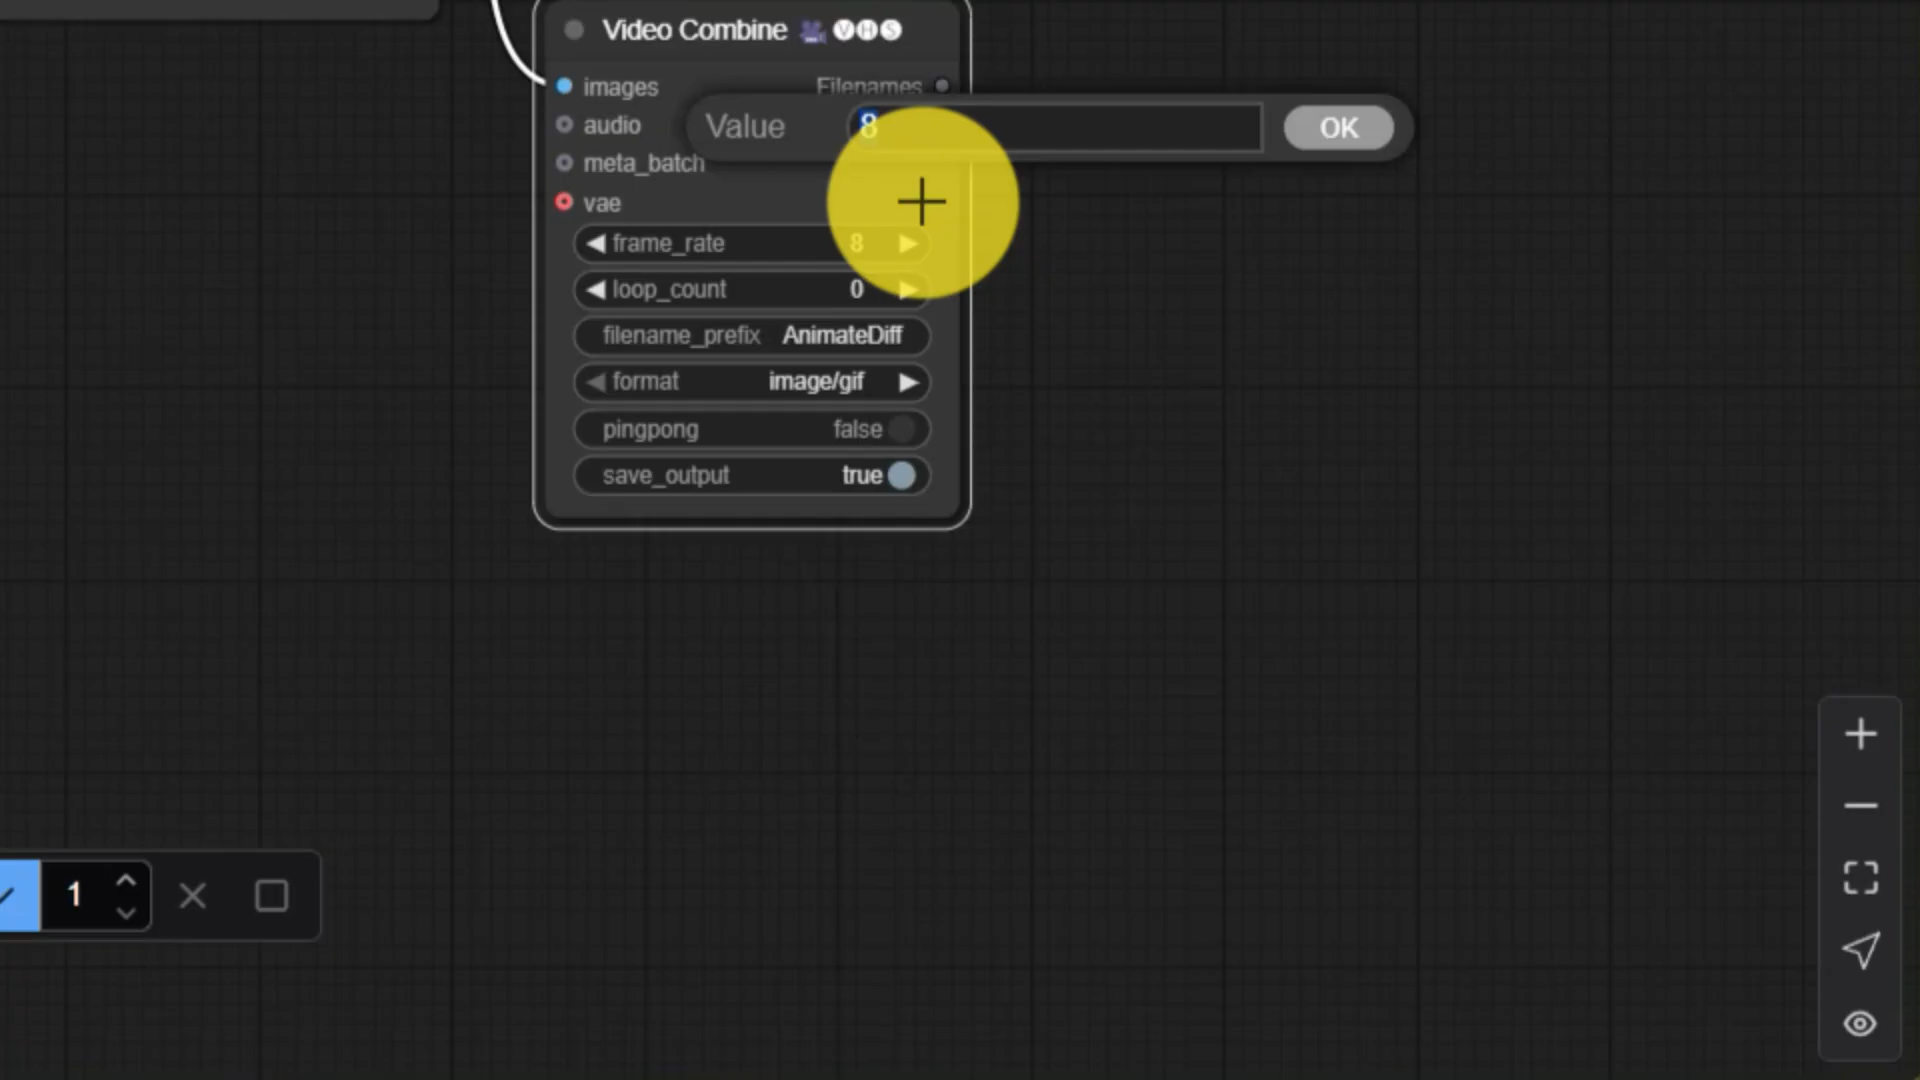 Video Combine VHS
images Filenames
Value 8 OK
audio
meta_batch
vae
frame_rate 8
loop_count 0
filename_prefix AnimateDiff
format image/gif
pingpong false
save_output true
1